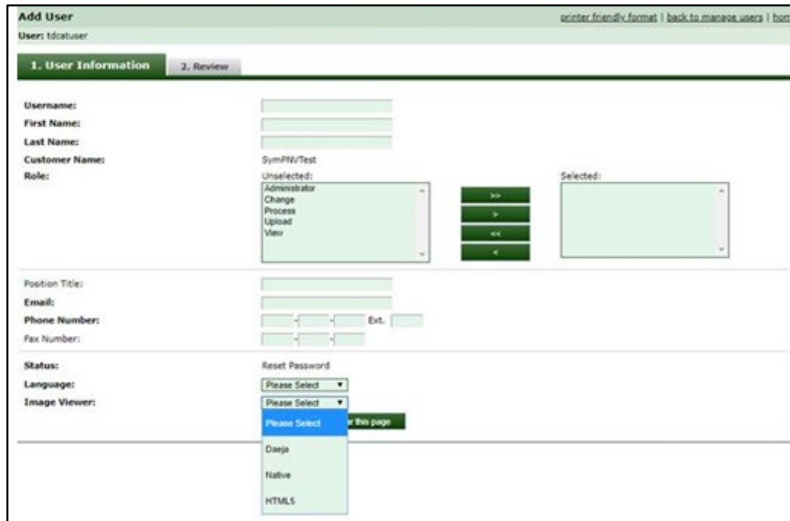 Add User
printer friendly format | back to manage users | hom
User: tdcatuser
1. User Information
2. Review
Username:
First Name:
Last Name:
Customer Name: SymPNVTest
Role:
Unselected:
Selected:
Administrator
Change
Process
Upload
View
>>
>
<<
<
Position Title:
Email:
Phone Number: - - Ext.
Fax Number: - -
Status: Reset Password
Language: Please Select
Image Viewer: Please Select
Please Select
this page
Daeja
Native
HTML5